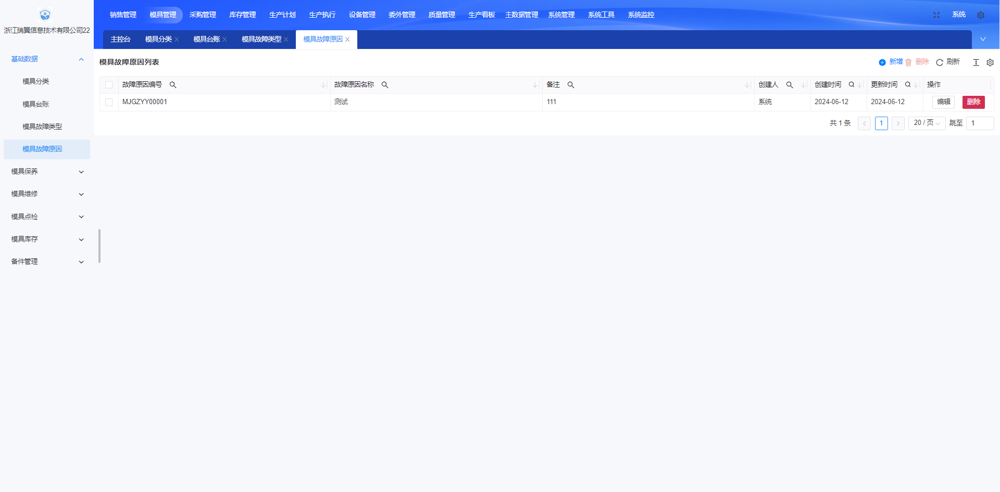 浙江瑞翼信息技术有限公司22
销售管理 模具管理 采购管理 库存管理 生产计划 生产执行 设备管理 委外管理 质量管理 生产看板 主数据管理 系统管理 系统工具 系统监控 系统
主控台 模具分类 模具台账 模具故障类型 模具故障原因
基础数据
模具分类
模具台账
模具故障类型
模具故障原因
模具保养
模具维修
模具点检
模具库存
备件管理
模具故障原因列表 新增 删除 刷新
故障原因编号 故障原因名称 备注 创建人 创建时间 更新时间 操作
MJGZYY00001 测试 111 系统 2024-06-12 2024-06-12 编辑 删除
共 1 条 1 20 / 页 跳至 1